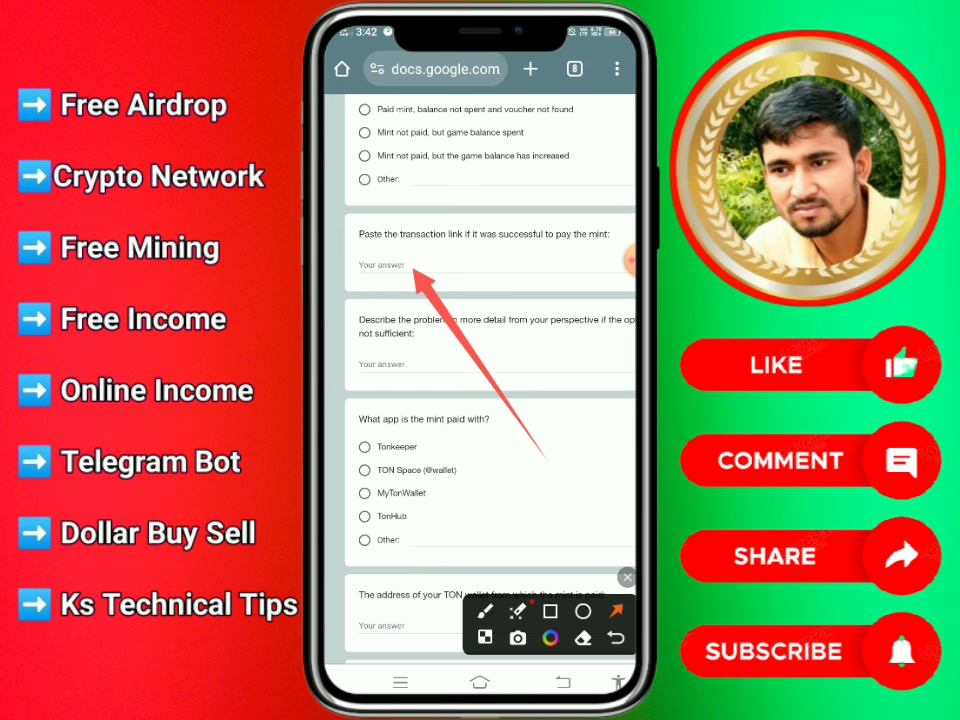 Free Airdrop
Crypto Network
Free Mining
Free Income
Online Income
Telegram Bot
Dollar Buy Sell
Ks Technical Tips
3:42
docs.google.com
8
Paid mint, balance not spent and voucher not found
Mint not paid, but game balance spent
Mint not paid, but the game balance has increased
Other:
Paste the transaction link if it was successful to pay the mint:
Your answer
Describe the problem in more detail from your perspective if the op
not sufficient:
Your answer
What app is the mint paid with?
Tonkeeper
TON Space (@wallet)
MyTonWallet
TonHub
Other:
The address of your TON wallet from which the mint is paid:
Your answer
LIKE
COMMENT
SHARE
SUBSCRIBE